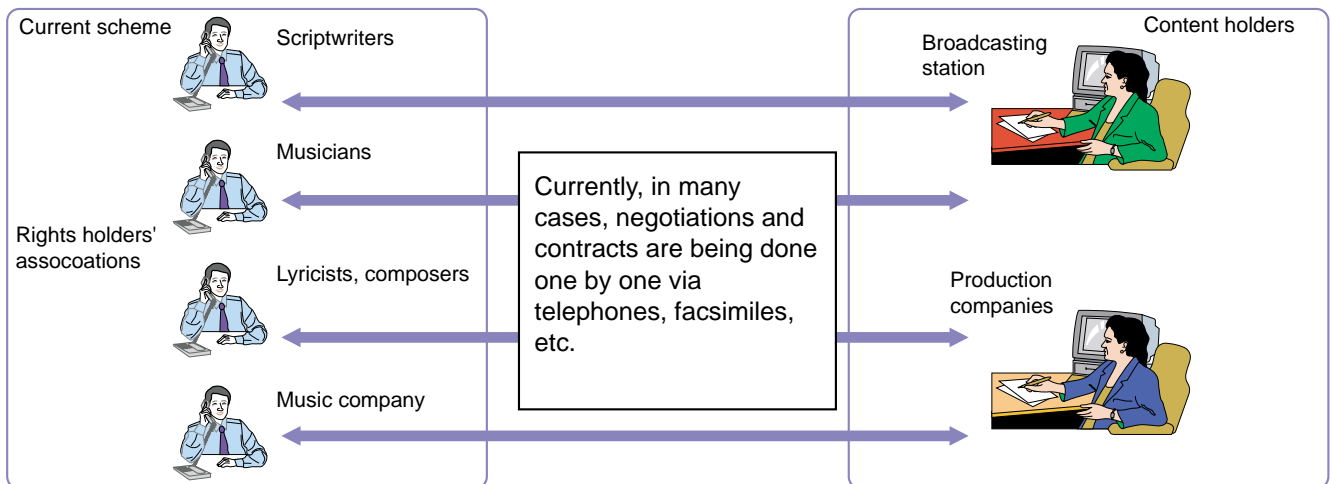 Current scheme
Scriptwriters
Musicians
Rights holders'
assocoations
Lyricists, composers
Music company
Currently, in many
cases, negotiations and
contracts are being done
one by one via
telephones, facsimiles,
etc.
Content holders
Broadcasting
station
Production
companies